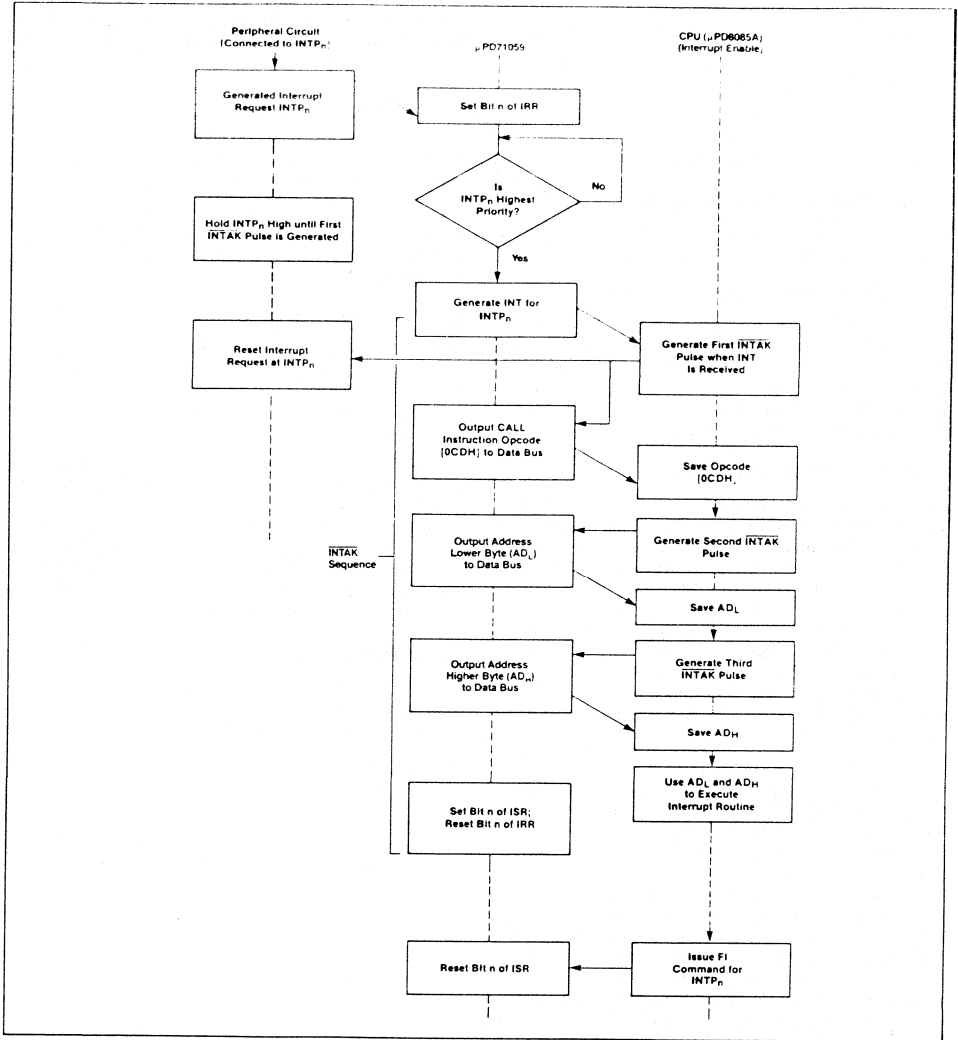 Peripheral Circuit
(Connected to INTPn)
μPD71059
CPU (μPD8085A)
(Interrupt Enable)
Generated Interrupt
Request INTPn
Set Bit n of IRR
Is
INTPn Highest
Priority?
No
Yes
Hold INTPn High until First
INTAK Pulse is Generated
Generate INT for
INTPn
Reset Interrupt
Request at INTPn
Generate First INTAK
Pulse when INT
Is Received
Output CALL
Instruction Opcode
[0CDH] to Data Bus
Save Opcode
[0CDH]
INTAK
Sequence
Output Address
Lower Byte (ADL)
to Data Bus
Generate Second INTAK
Pulse
Save ADL
Output Address
Higher Byte (ADH)
to Data Bus
Generate Third
INTAK Pulse
Save ADH
Use ADL and ADH
to Execute
Interrupt Routine
Set Bit n of ISR;
Reset Bit n of IRR
Reset Bit n of ISR
Issue FI
Command for
INTPn